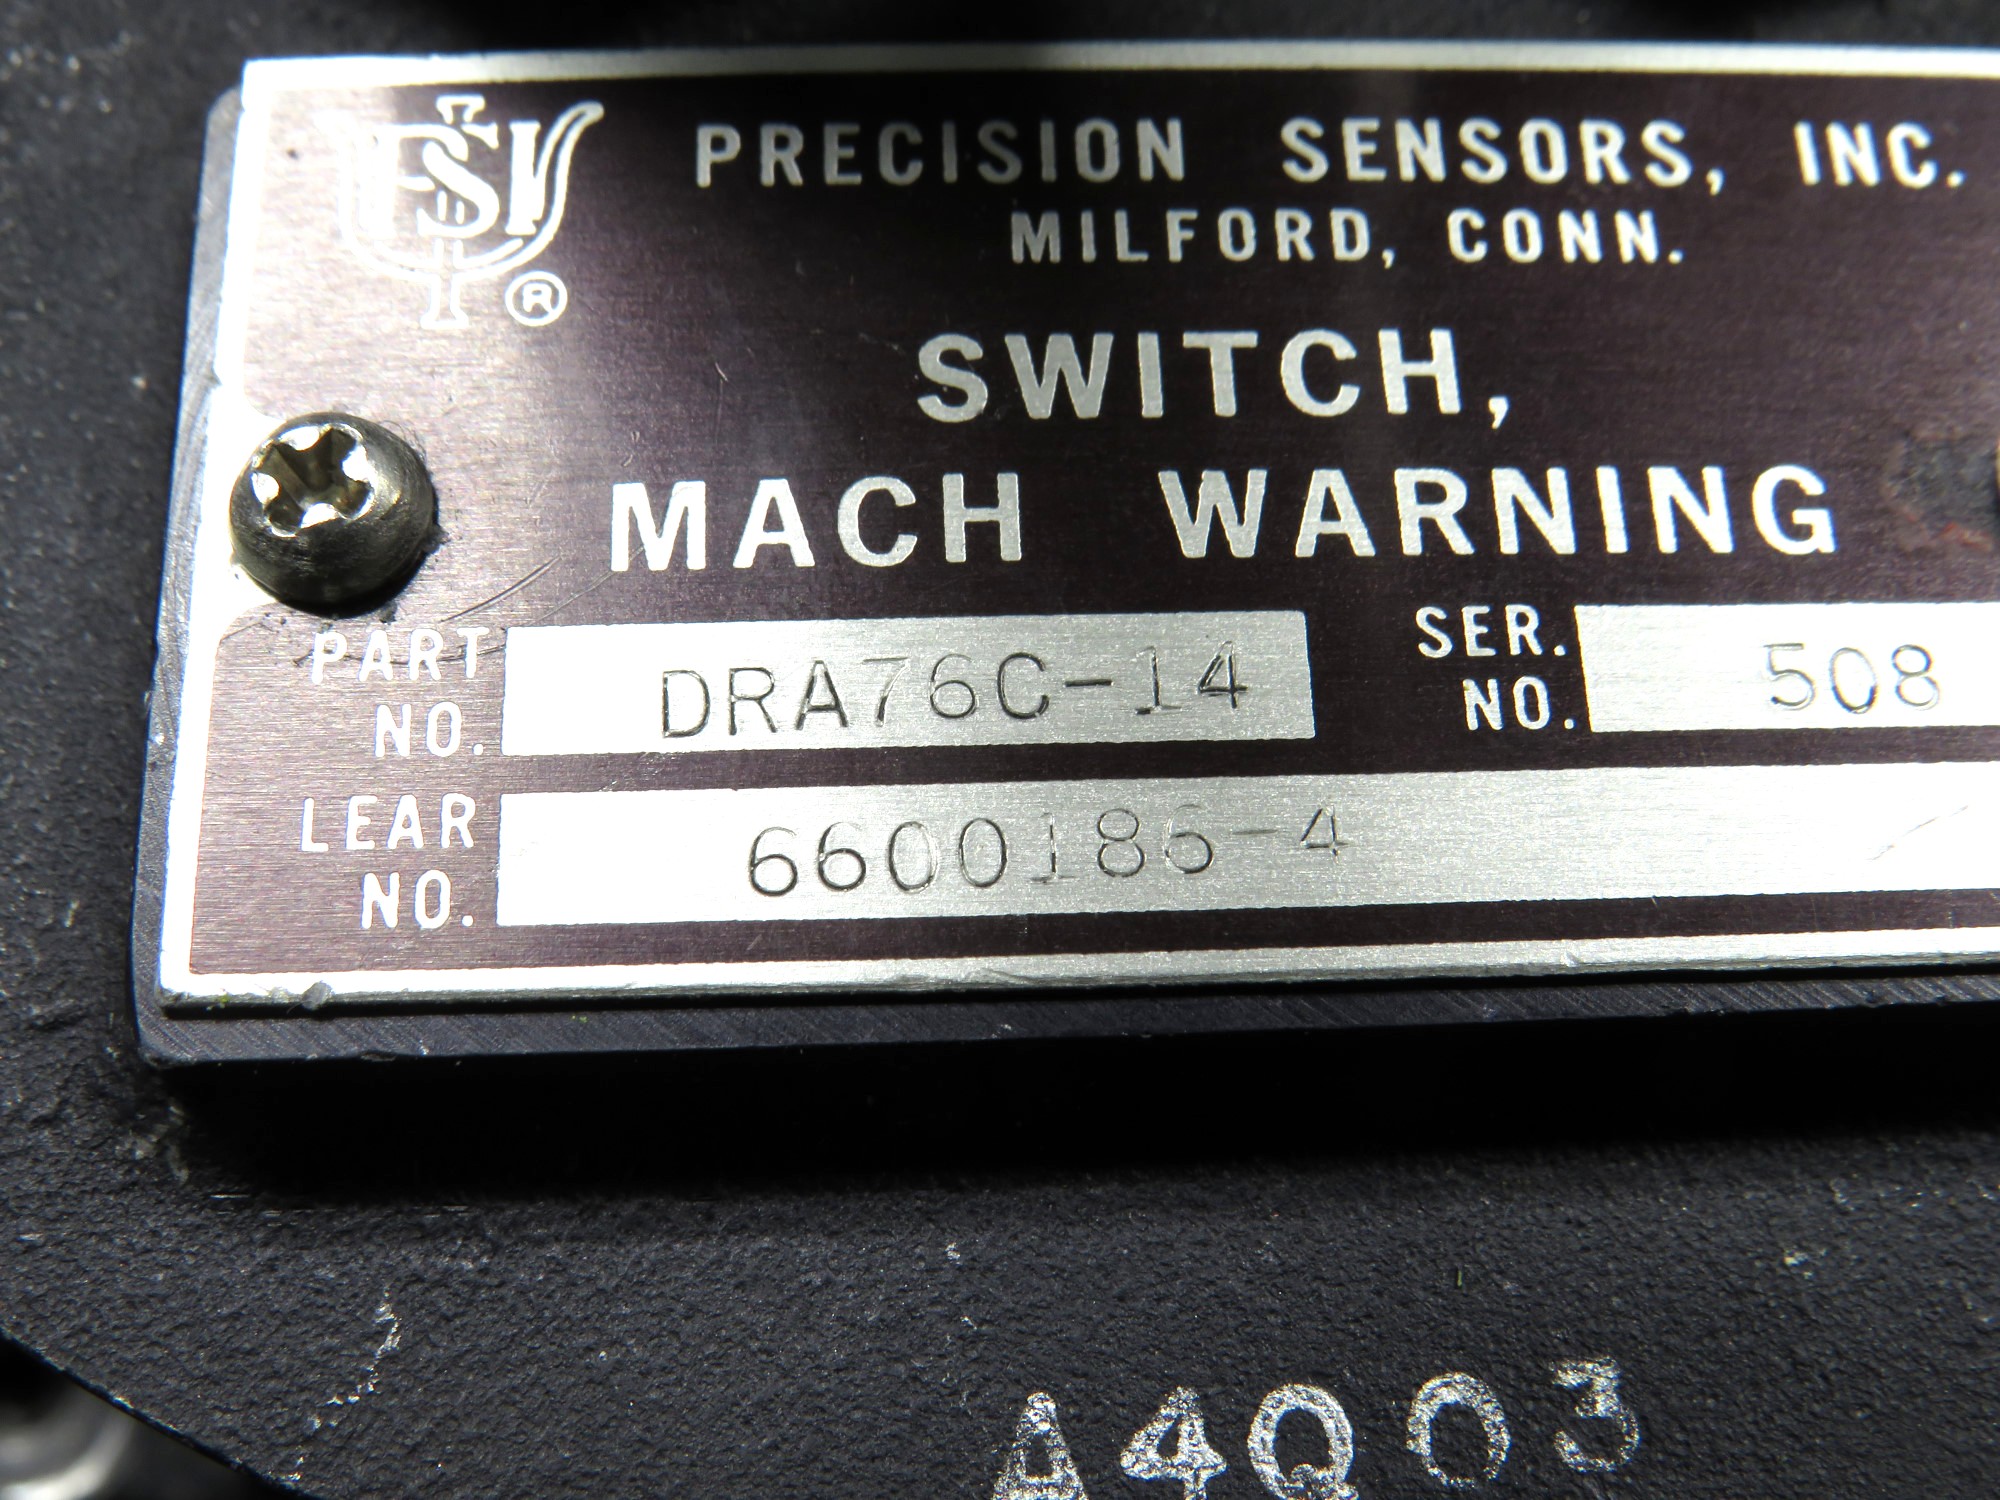 PSI ®
PRECISION SENSORS, INC.
MILFORD, CONN.
SWITCH,
MACH WARNING
PART NO. DRA76C-14 SER. NO. 508
LEAR NO. 6600186-4
A4Q03